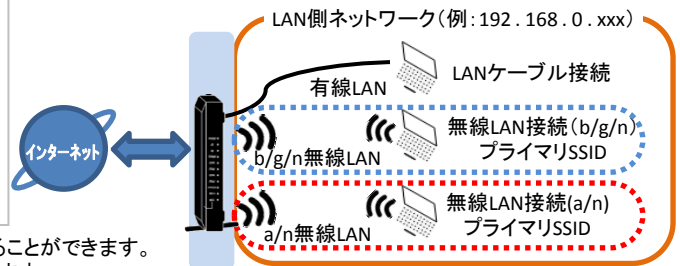 LAN側ネットワーク(例:192.168.0.xxx)
有線LAN
LANケーブル接続
インターネット
b/g/n無線LAN
無線LAN接続(b/g/n)
プライマリSSID
a/n無線LAN
無線LAN接続(a/n)
プライマリSSID
ることができます。